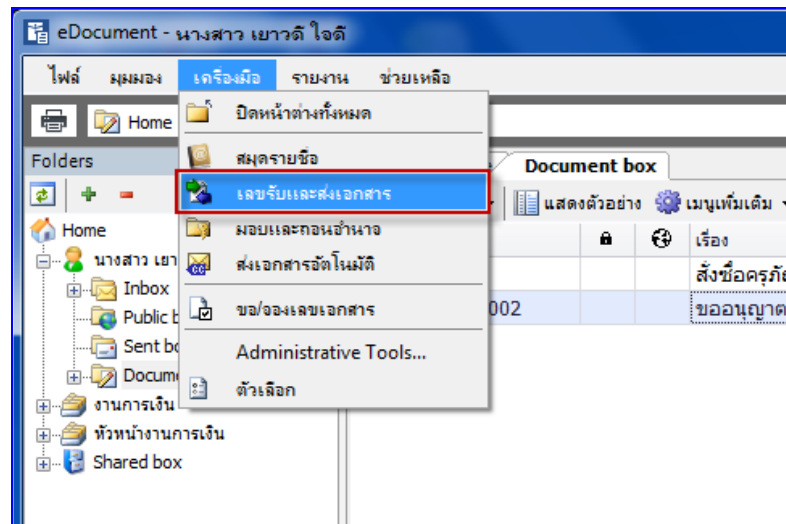 eDocument - นางสาว เยาวดี ใจดี
ไฟล์ มุมมอง เครื่องมือ รายงาน ช่วยเหลือ
Home
ปิดหน้าต่างทั้งหมด
สมุดรายชื่อ
เลขรับและส่งเอกสาร
มอบและถอนอำนาจ
ส่งเอกสารอัตโนมัติ
ขอ/จองเลขเอกสาร
Administrative Tools...
ตัวเลือก
Folders
Home
นางสาว เยา
Inbox
Public b
Sent bo
Docume
งานการเงิน
หัวหน้างานการเงิน
Shared box
Document box
แสดงตัวอย่าง เมนูเพิ่มเติม
เรื่อง
สั่งซื้อครุภั
002 ขออนุญาต